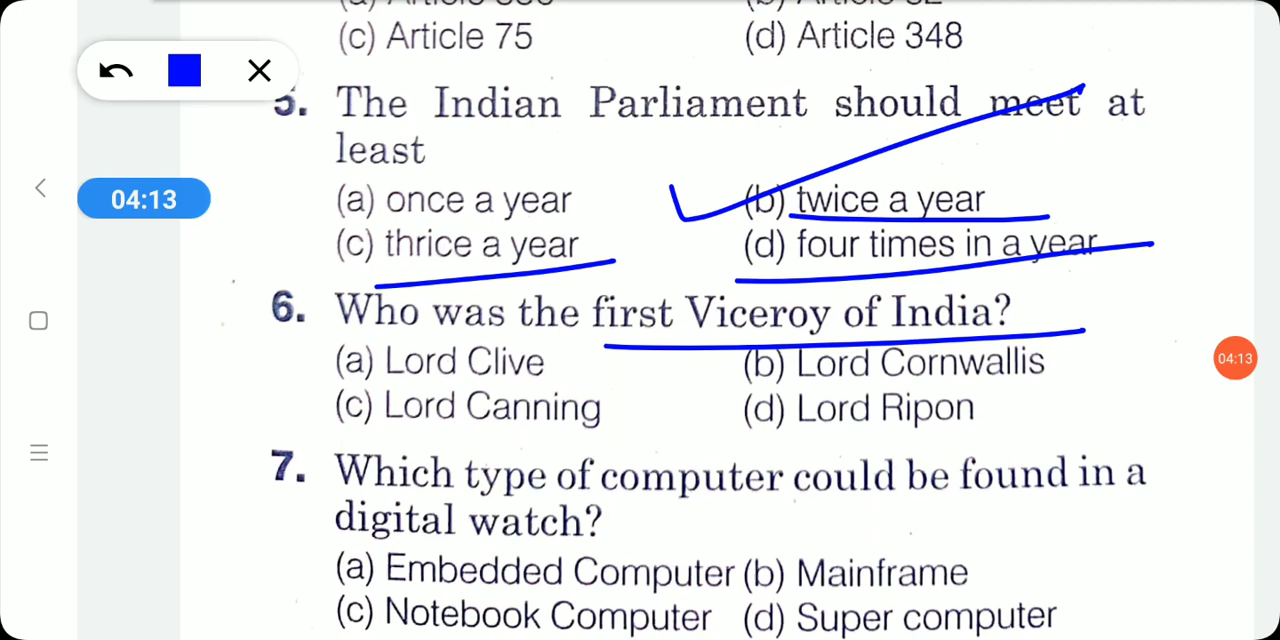 (c) Article 75 (d) Article 348
04:13
5. The Indian Parliament should meet at
least
(a) once a year (b) twice a year
(c) thrice a year (d) four times in a year
6. Who was the first Viceroy of India?
(a) Lord Clive (b) Lord Cornwallis
(c) Lord Canning (d) Lord Ripon
04:13
7. Which type of computer could be found in a
digital watch?
(a) Embedded Computer (b) Mainframe
(c) Notebook Computer (d) Super computer